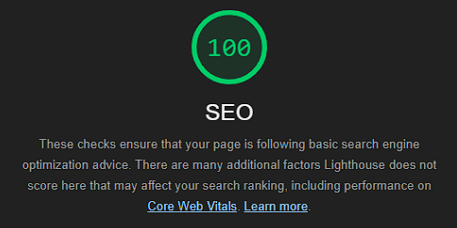 100
SEO
These checks ensure that your page is following basic search engine
optimization advice. There are many additional factors Lighthouse does not
score here that may affect your search ranking, including performance on
Core Web Vitals. Learn more.